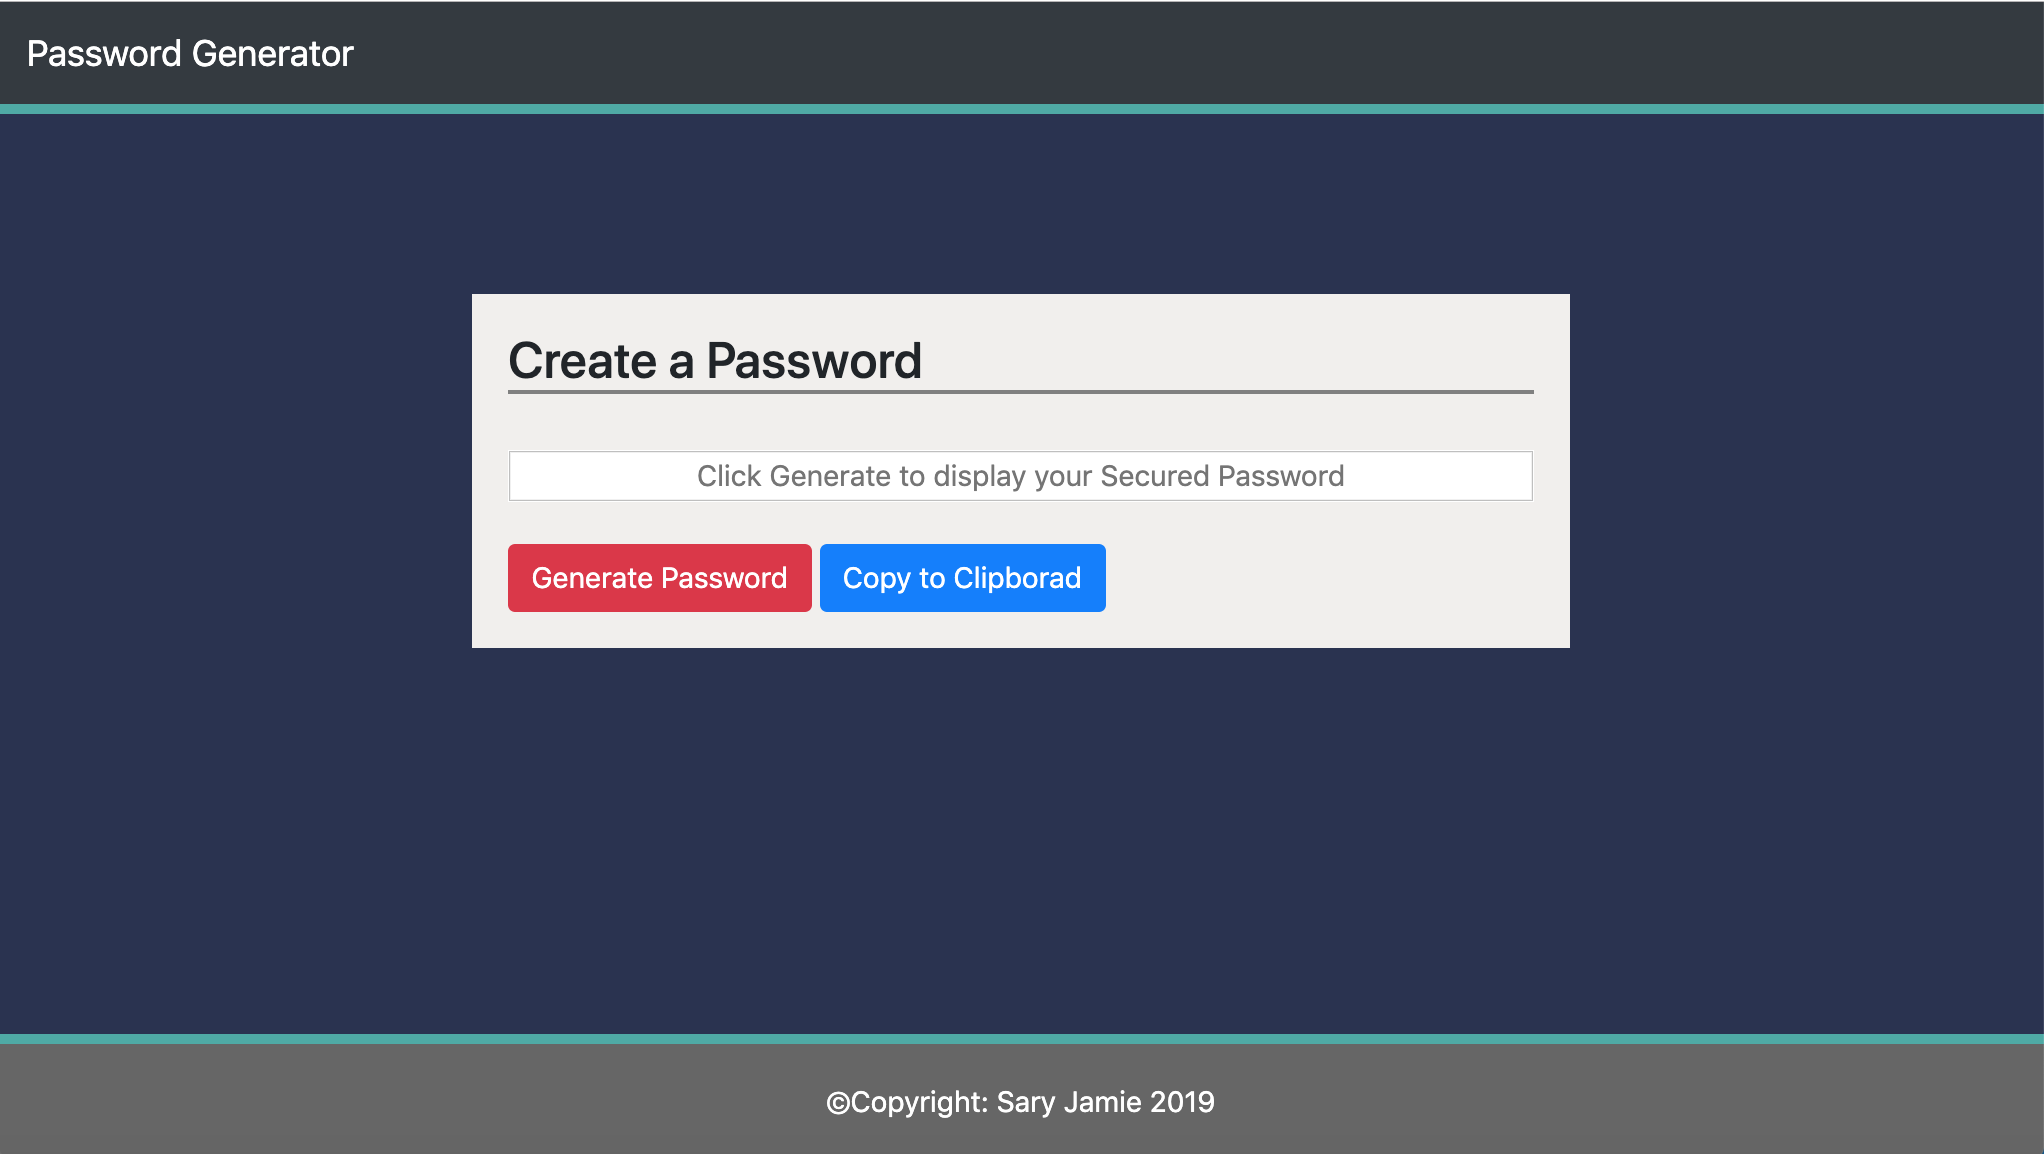 Password Generator
Create a Password
Click Generate to display your Secured Password
Generate Password
Copy to Clipborad
©Copyright: Sary Jamie 2019